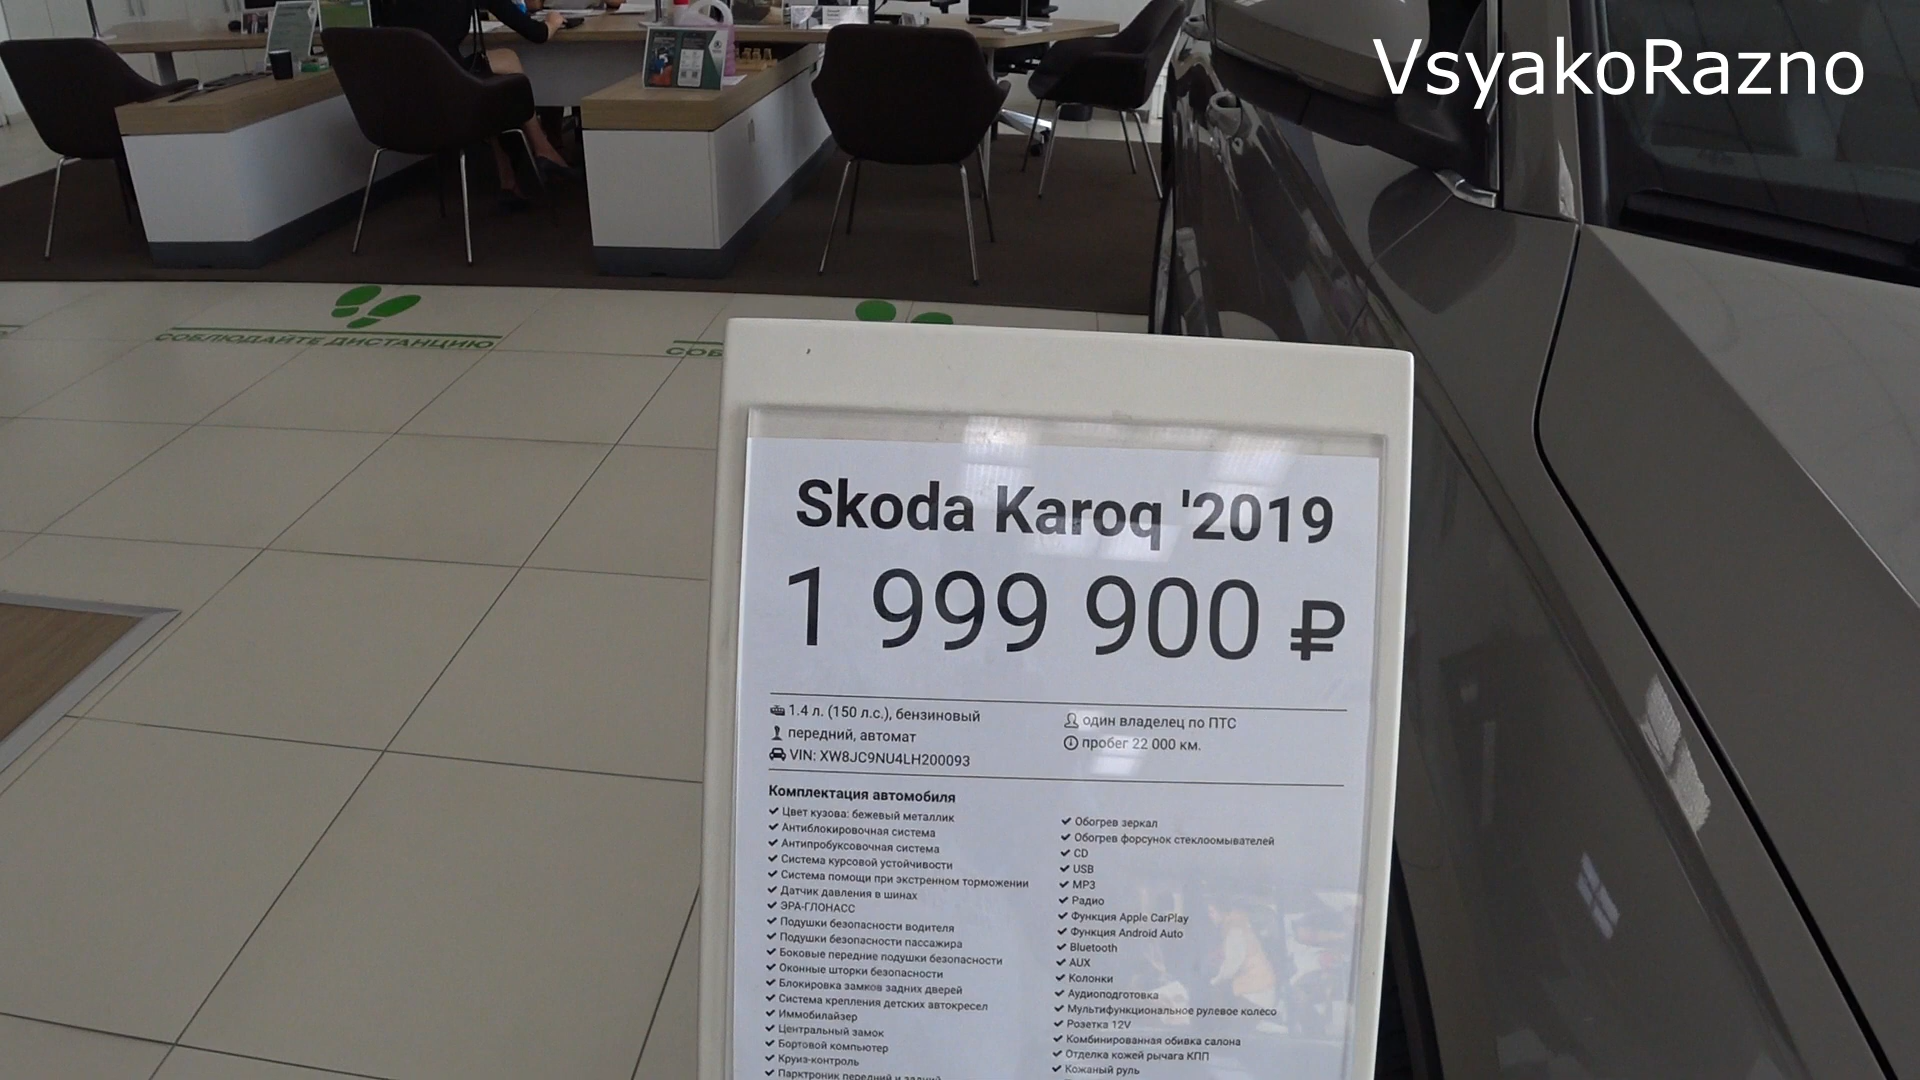 VsyakoRazno
СОБЛЮДАЙТЕ ДИСТАНЦИЮ
СОБ
Skoda Karoq '2019
1 999 900 ₽
1.4 л. (150 л.с.), бензиновый
передний, автомат
VIN: XW8JC9NU4LH200093
один владелец по ПТС
пробег 22 000 км.
Комплектация автомобиля
✔ Цвет кузова: бежевый металлик
✔ Антиблокировочная система
✔ Антипробуксовочная система
✔ Система курсовой устойчивости
✔ Система помощи при экстренном торможении
✔ Датчик давления в шинах
✔ ЭРА-ГЛОНАСС
✔ Подушки безопасности водителя
✔ Подушки безопасности пассажира
✔ Боковые передние подушки безопасности
✔ Оконные шторки безопасности
✔ Блокировка замков задних дверей
✔ Система крепления детских автокресел
✔ Иммобилайзер
✔ Центральный замок
✔ Бортовой компьютер
✔ Круиз-контроль
✔ Парктроник передний и задний
✔ Обогрев зеркал
✔ Обогрев форсунок стеклоомывателей
✔ CD
✔ USB
✔ MP3
✔ Радио
✔ Функция Apple CarPlay
✔ Функция Android Auto
✔ Bluetooth
✔ AUX
✔ Колонки
✔ Аудиоподготовка
✔ Мультифункциональное рулевое колесо
✔ Розетка 12V
✔ Комбинированная обивка салона
✔ Отделка кожей рычага КПП
✔ Кожаный руль